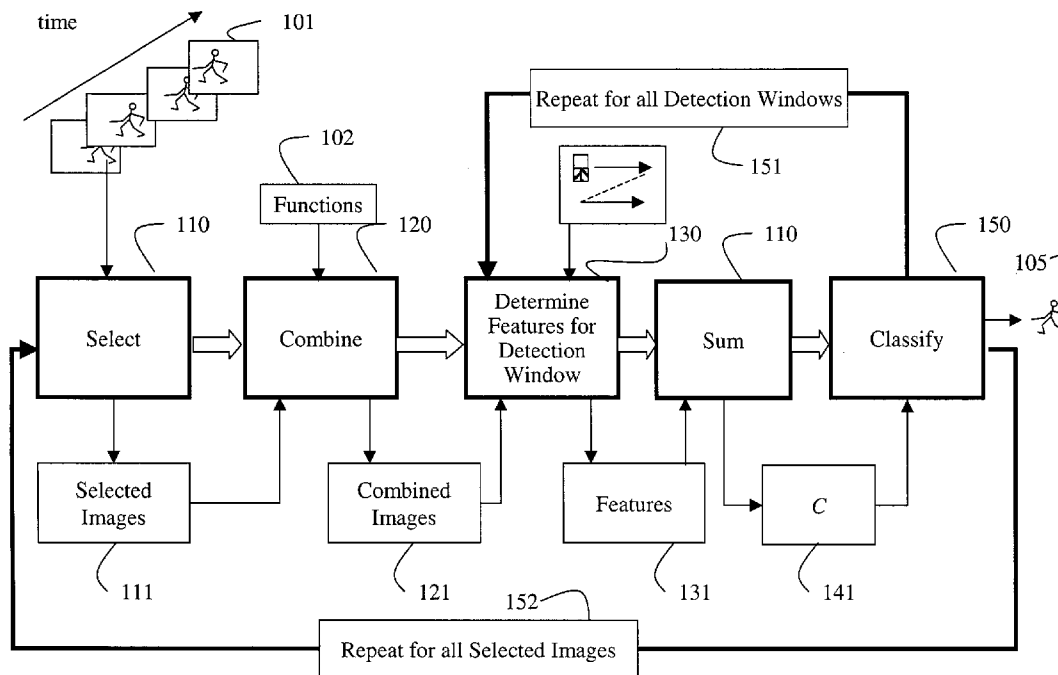 time
101
Repeat for all Detection Windows
151
102
Functions
110
120
130
110
150
105
Select
Combine
Determine
Features for
Detection
Window
Sum
Classify
Selected
Images
Combined
Images
Features
C
111
121
131
141
152
Repeat for all Selected Images